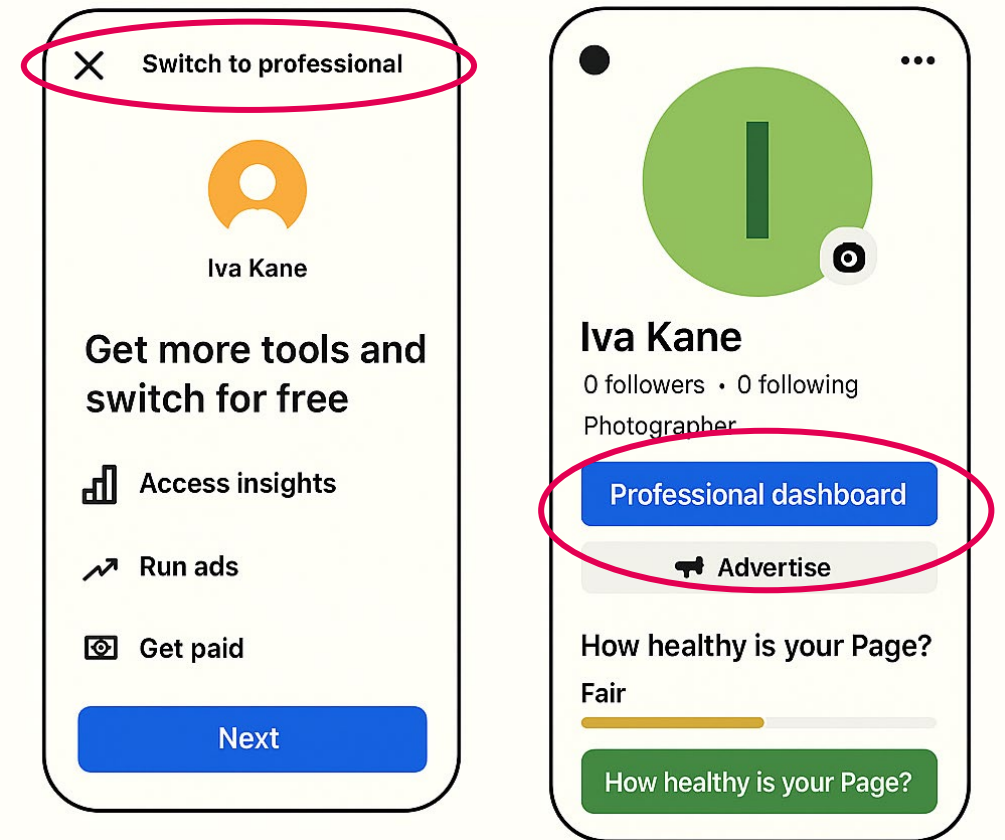 Switch to professional
Iva Kane
Get more tools and
switch for free
Access insights
Run ads
Get paid
Next
I
Iva Kane
0 followers • 0 following
Photographer
Professional dashboard
Advertise
How healthy is your Page?
Fair
How healthy is your Page?